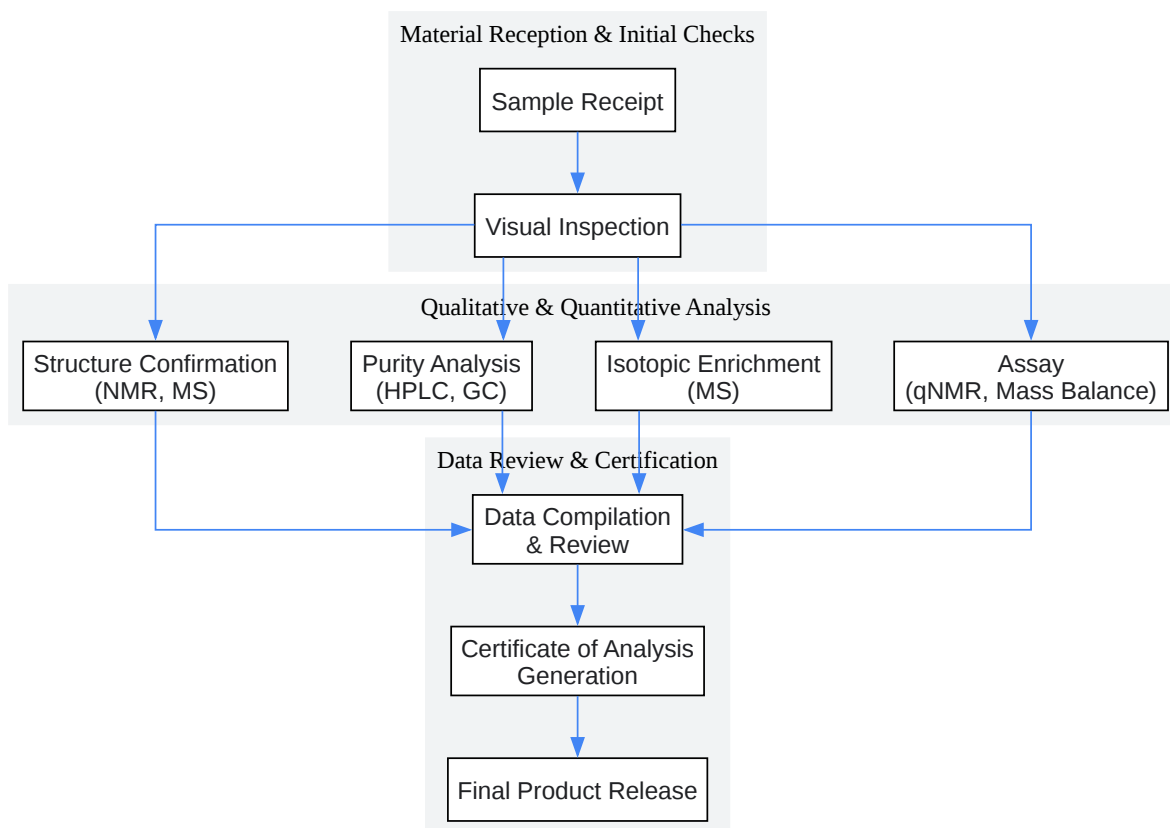 Material Reception & Initial Checks
Sample Receipt
Visual Inspection
Qualitative & Quantitative Analysis
Structure Confirmation
(NMR, MS)
Purity Analysis
(HPLC, GC)
Isotopic Enrichment
(MS)
Assay
(qNMR, Mass Balance)
Data Review & Certification
Data Compilation
& Review
Certificate of Analysis
Generation
Final Product Release